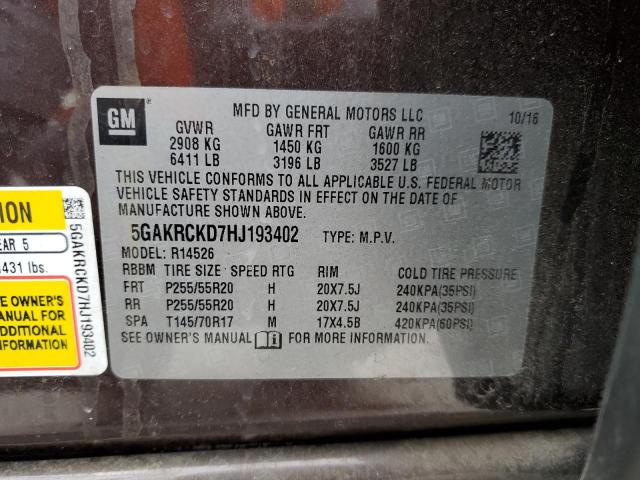 GM
MFD BY GENERAL MOTORS LLC
10/16
GVWR GAWR FRT GAWR RR
2908 KG 1450 KG 1600 KG
6411 LB 3196 LB 3527 LB
THIS VEHICLE CONFORMS TO ALL APPLICABLE U.S. FEDERAL MOTOR
VEHICLE SAFETY STANDARDS IN EFFECT ON THE DATE OF
MANUFACTURE SHOWN ABOVE.
5GAKRCKD7HJ193402 TYPE: M.P.V.
MODEL: R14526
RBBM TIRE SIZE SPEED RTG RIM COLD TIRE PRESSURE
FRT P255/55R20 H 20X7.5J 240KPA(35PSI)
RR P255/55R20 H 20X7.5J 240KPA(35PSI)
SPA T145/70R17 M 17X4.5B 420KPA(60PSI)
SEE OWNER'S MANUAL FOR MORE INFORMATION.
ION
EAR 5
431 lbs.
E OWNER'S
UAL FOR
DDITIONAL
ORMATION
5GAKRCKD7HJ193402